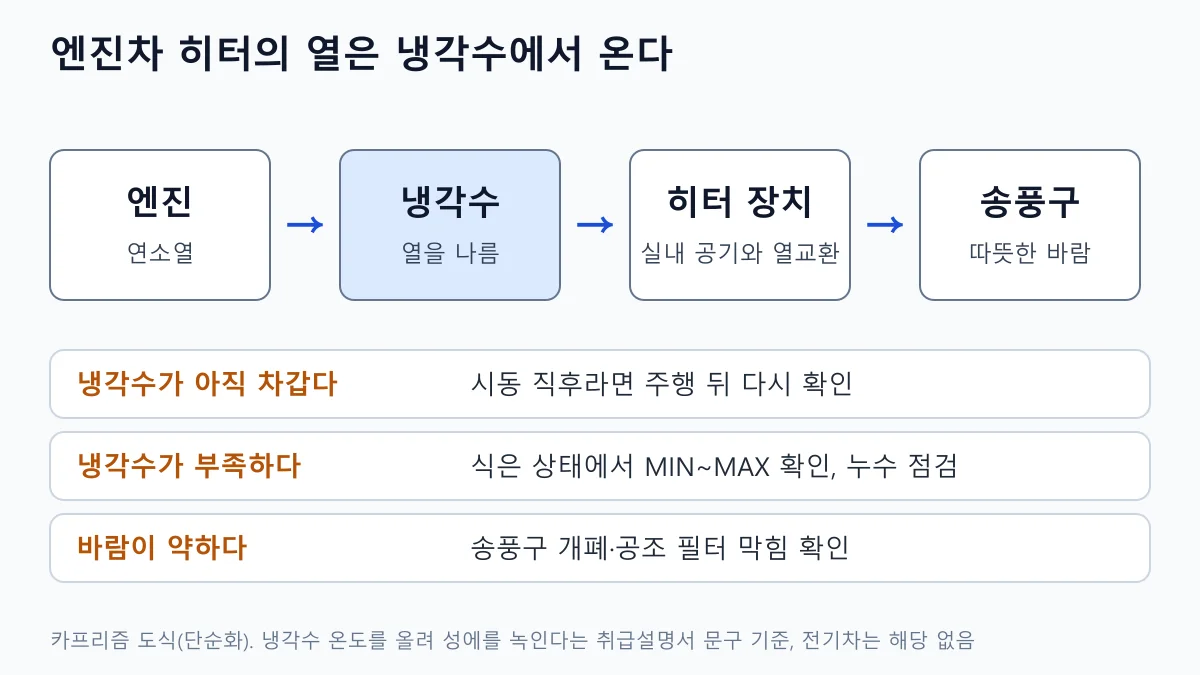 엔진차 히터의 열은 냉각수에서 온다
엔진
연소열
→
냉각수
열을 나름
→
히터 장치
실내 공기와 열교환
→
송풍구
따뜻한 바람
냉각수가 아직 차갑다
시동 직후라면 주행 뒤 다시 확인
냉각수가 부족하다
식은 상태에서 MIN~MAX 확인, 누수 점검
바람이 약하다
송풍구 개폐·공조 필터 막힘 확인
카프리즘 도식(단순화). 냉각수 온도를 올려 성에를 녹인다는 취급설명서 문구 기준, 전기차는 해당 없음